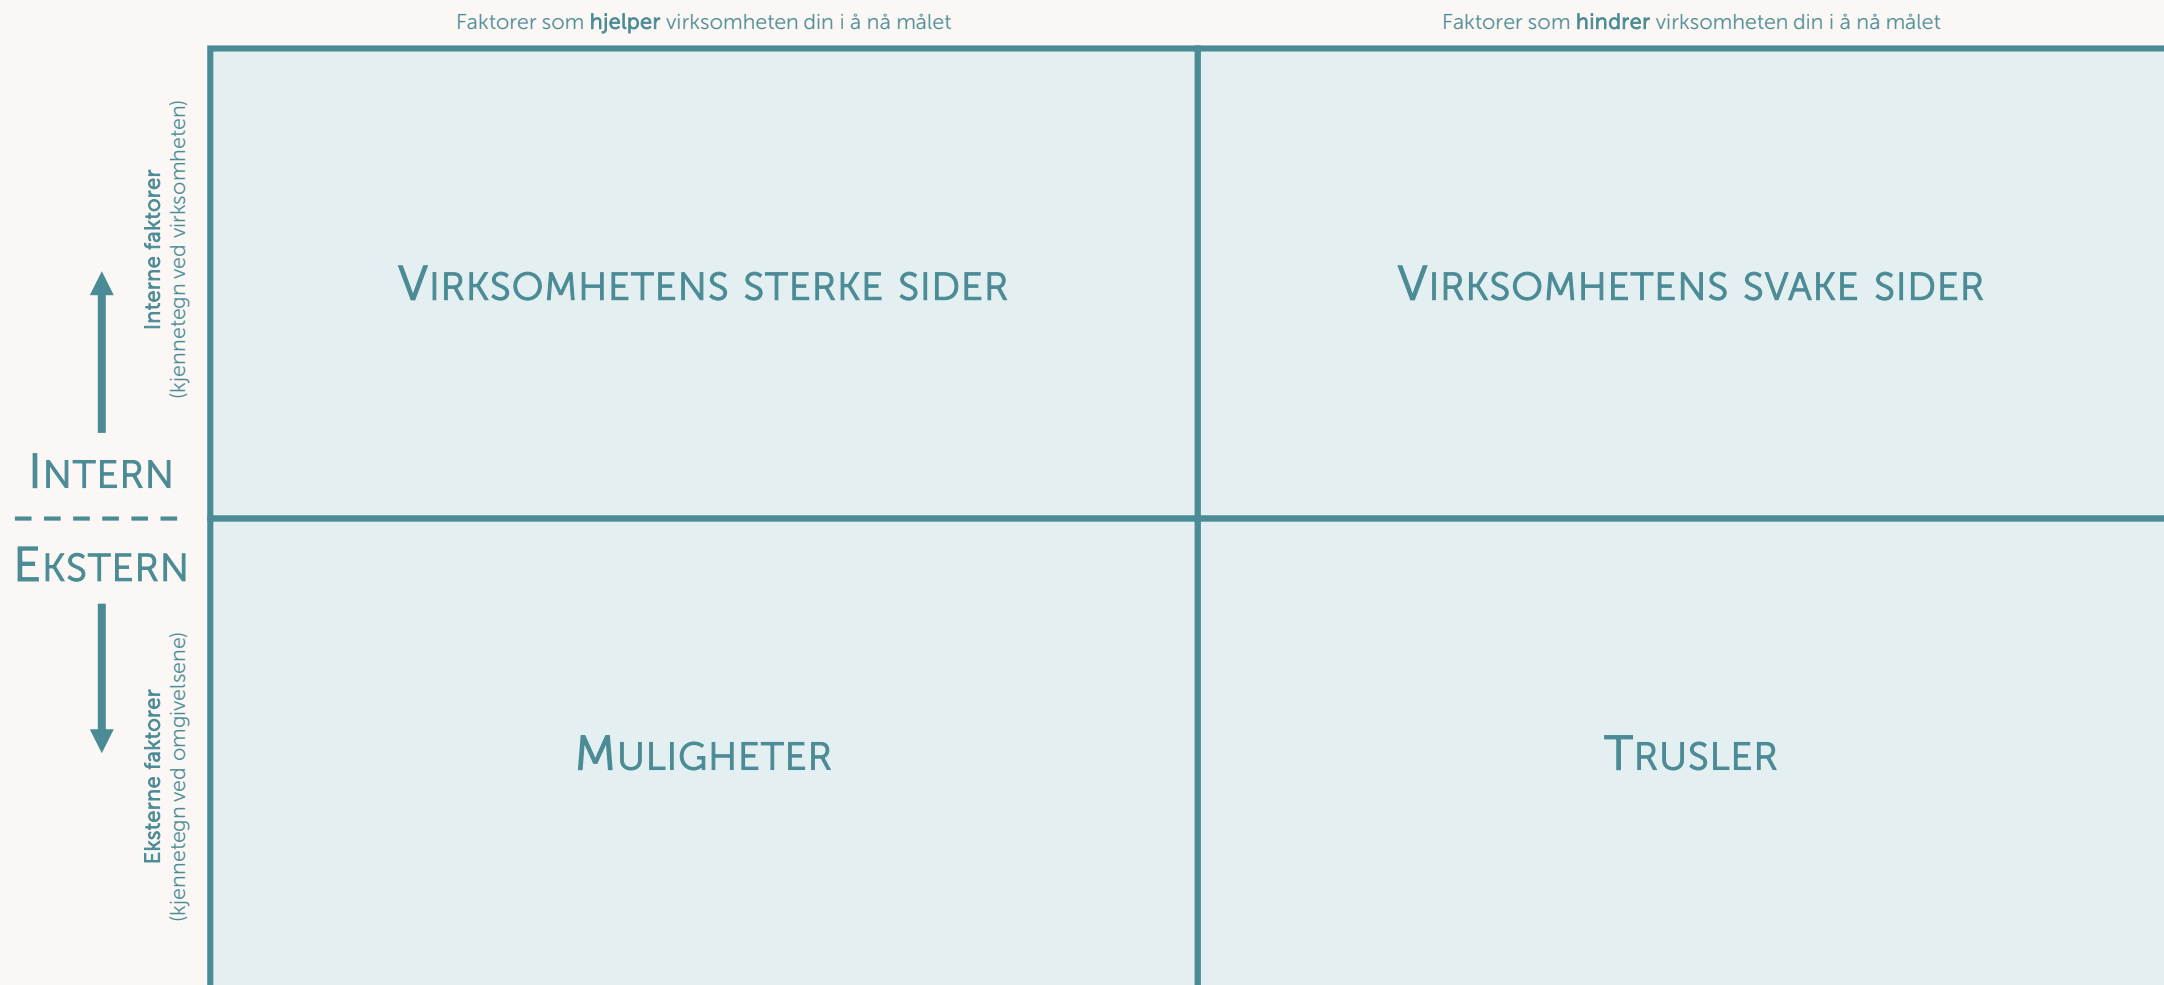 Faktorer som hjelper virksomheten din i å nå målet
Faktorer som hindrer virksomheten din i å nå målet
Interne faktorer
(kjennetegn ved virksomheten)
VIRKSOMHETENS STERKE SIDER
VIRKSOMHETENS SVAKE SIDER
INTERN
EKSTERN
Eksterne faktorer
(kjennetegn ved omgivelsene)
MULIGHETER
TRUSLER